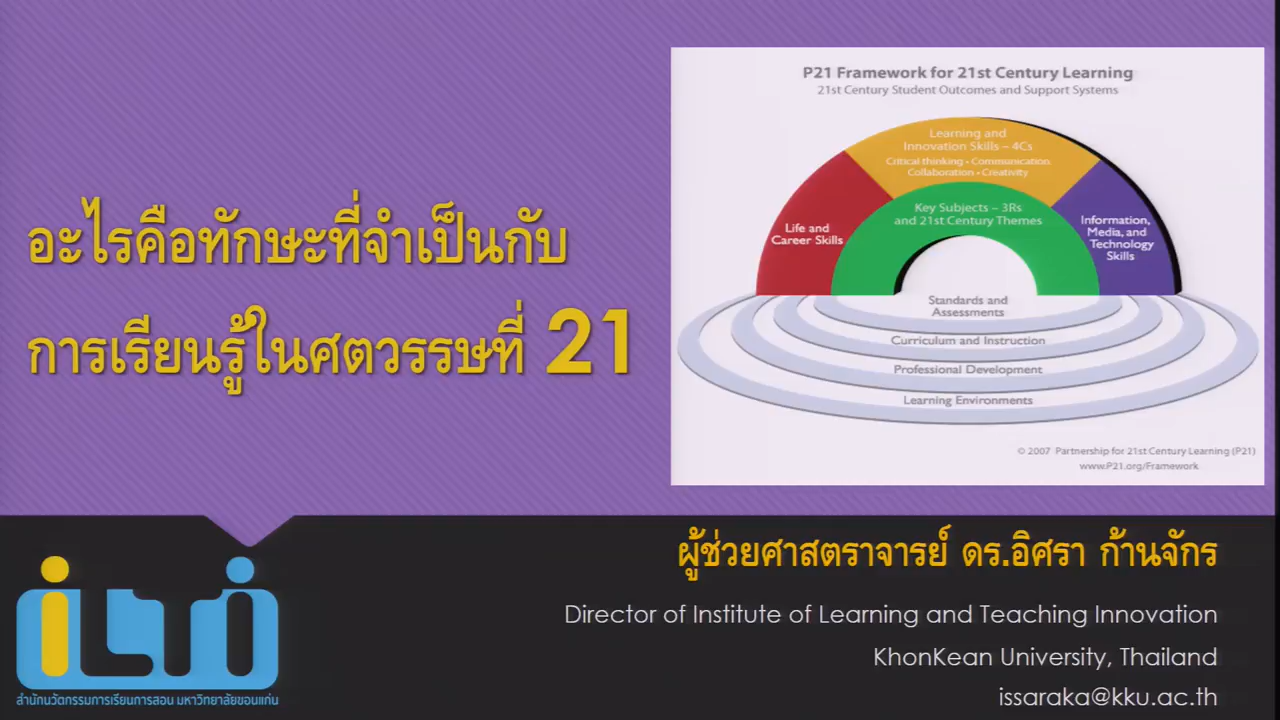 อะไรคือทักษะที่จำเป็นกับ
การเรียนรู้ในศตวรรษที่ 21
P21 Framework for 21st Century Learning
21st Century Student Outcomes and Support Systems
Learning and
Innovation Skills – 4Cs
Critical thinking • Communication
Collaboration • Creativity
Key Subjects – 3Rs
and 21st Century Themes
Life and
Career Skills
Information,
Media, and
Technology
Skills
Standards and
Assessments
Curriculum and Instruction
Professional Development
Learning Environments
© 2007 Partnership for 21st Century Learning (P21)
www.P21.org/Framework
ผู้ช่วยศาสตราจารย์ ดร.อิศรา ก้านจักร
Director of Institute of Learning and Teaching Innovation
KhonKean University, Thailand
issaraka@kku.ac.th
สำนักนวัตกรรมการเรียนการสอน มหาวิทยาลัยขอนแก่น